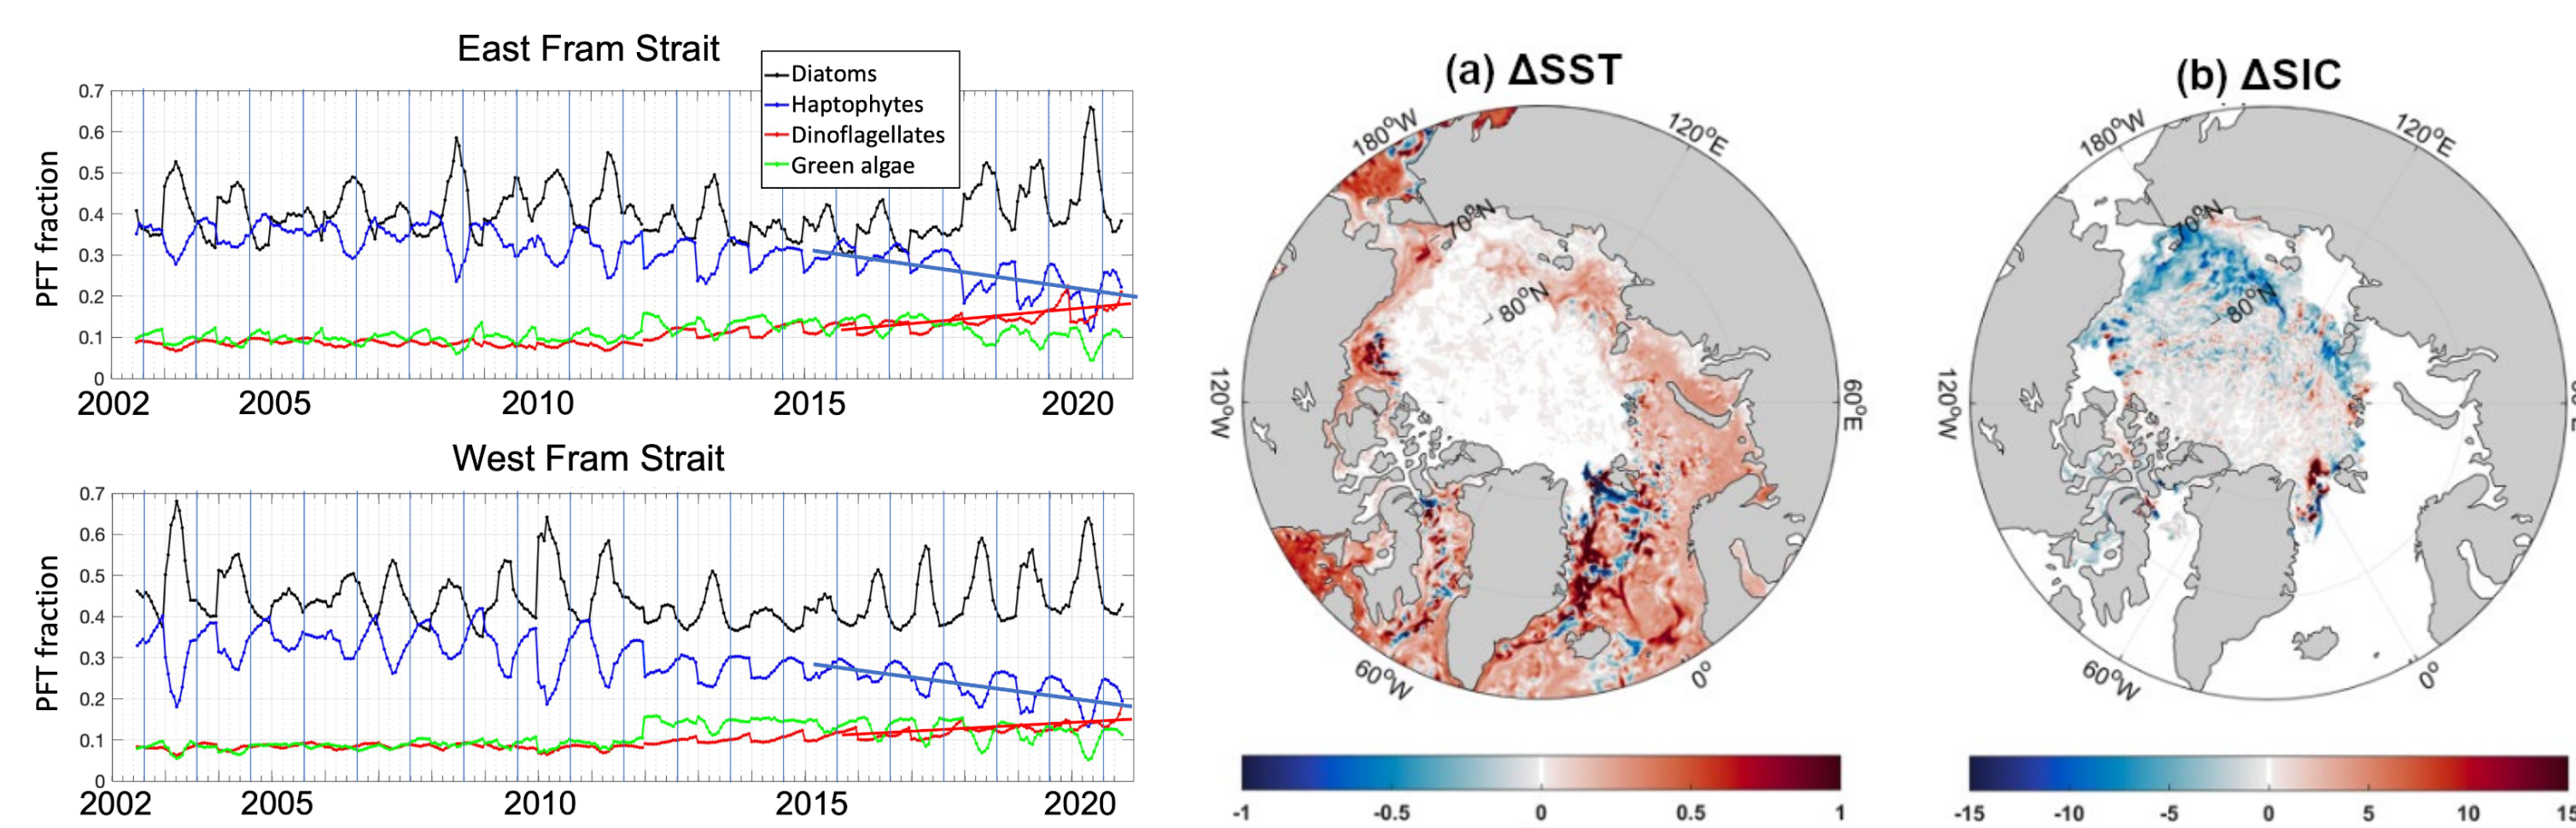 East Fram Strait
Diatoms
Haptophytes
Dinoflagellates
Green algae
PFT fraction
0.7
0.6
0.5
0.4
0.3
0.2
0.1
0
2002 2005 2010 2015 2020
West Fram Strait
PFT fraction
0.7
0.6
0.5
0.4
0.3
0.2
0.1
0
2002 2005 2010 2015 2020
(a) ΔSST
180°W
120°E
70°N
80°N
120°W
60°E
60°W
0°
-1 -0.5 0 0.5 1
(b) ΔSIC
180°W
120°E
70°N
80°N
120°W
60°W
0°
-15 -10 -5 0 5 10 15